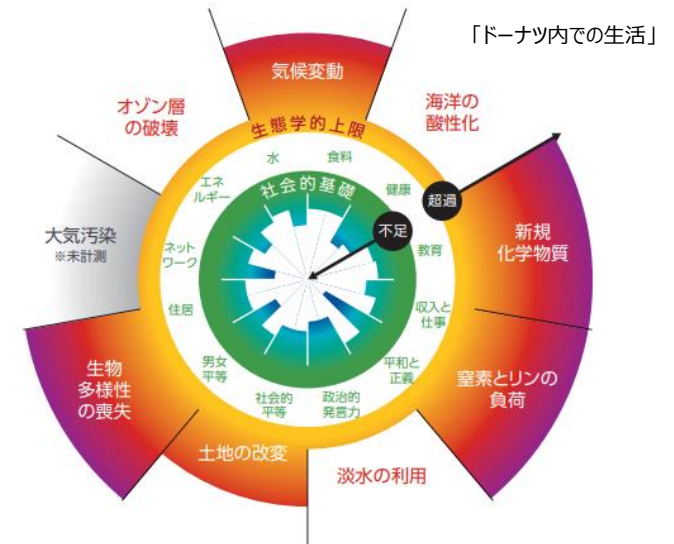 「ドーナツ内での生活」
気候変動
オゾン層
の破壊
海洋の
酸性化
生態学的上限
水
食料
エネ
ルギー
社会的基礎
健康
超過
大気汚染
※未計測
ネット
ワーク
不足
教育
新規
化学物質
住居
収入と
仕事
生物
多様性
の喪失
男女
平等
平和と
正義
窒素とリンの
負荷
社会的
平等
政治的
発言力
土地の改変
淡水の利用